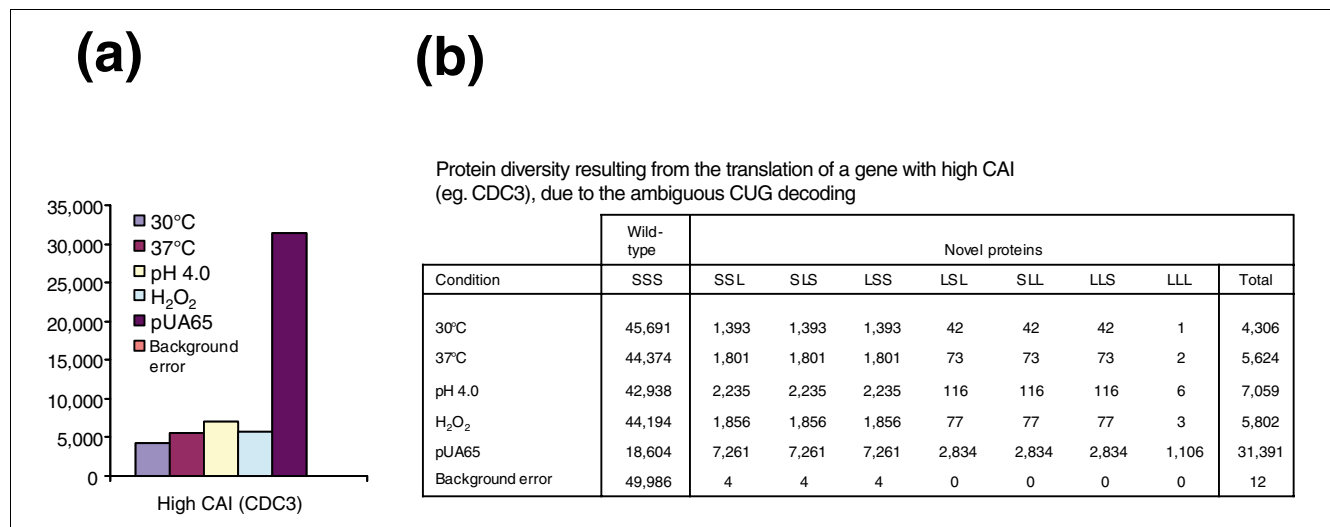 (a)
35,000
30,000
25,000
20,000
15,000
10,000
5,000
0
30°C
37°C
pH 4.0
H₂O₂
pUA65
Background
error
High CAI (CDC3)
(b)
Protein diversity resulting from the translation of a gene with high CAI
(eg. CDC3), due to the ambiguous CUG decoding
Wild-
type Novel proteins
Condition SSS SSL SLS LSS LSL SLL LLS LLL Total
30°C 45,691 1,393 1,393 1,393 42 42 42 1 4,306
37°C 44,374 1,801 1,801 1,801 73 73 73 2 5,624
pH 4.0 42,938 2,235 2,235 2,235 116 116 116 6 7,059
H₂O₂ 44,194 1,856 1,856 1,856 77 77 77 3 5,802
pUA65 18,604 7,261 7,261 7,261 2,834 2,834 2,834 1,106 31,391
Background error 49,986 4 4 4 0 0 0 0 12